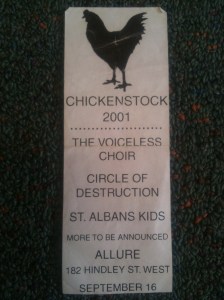 CHICKENSTOCK
2001
THE VOICELESS
CHOIR
CIRCLE OF
DESTRUCTION
ST. ALBANS KIDS
MORE TO BE ANNOUNCED
ALLURE
182 HINDLEY ST. WEST
SEPTEMBER 16